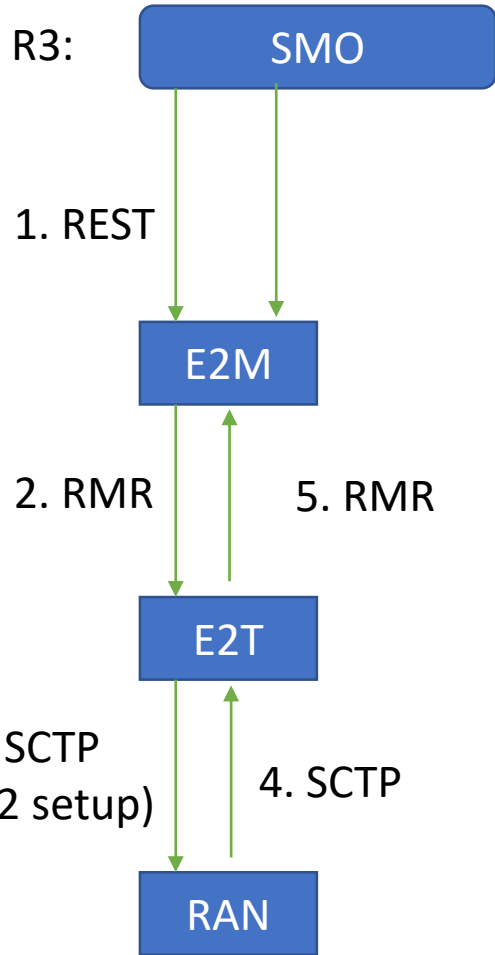 R3:
SMO
1. REST
E2M
2. RMR
5. RMR
E2T
SCTP
2 setup)
4. SCTP
RAN